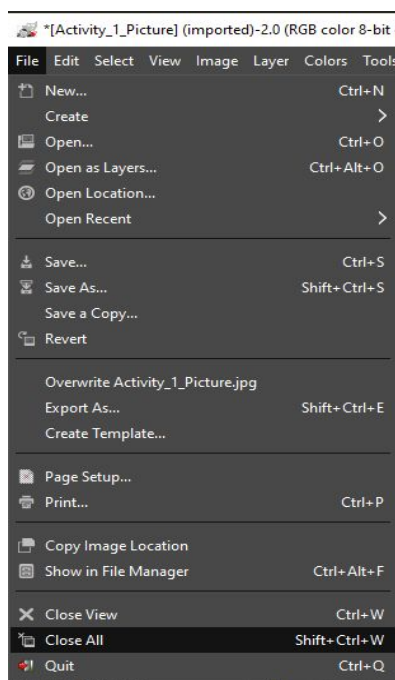 *[Activity_1_Picture] (imported)-2.0 (RGB color 8-bit
File Edit Select View Image Layer Colors Tools
New... Ctrl+N
Create >
Open... Ctrl+O
Open as Layers... Ctrl+Alt+O
Open Location...
Open Recent >
Save... Ctrl+S
Save As... Shift+Ctrl+S
Save a Copy...
Revert
Overwrite Activity_1_Picture.jpg
Export As... Shift+Ctrl+E
Create Template...
Page Setup...
Print... Ctrl+P
Copy Image Location
Show in File Manager Ctrl+Alt+F
Close View Ctrl+W
Close All Shift+Ctrl+W
Quit Ctrl+Q